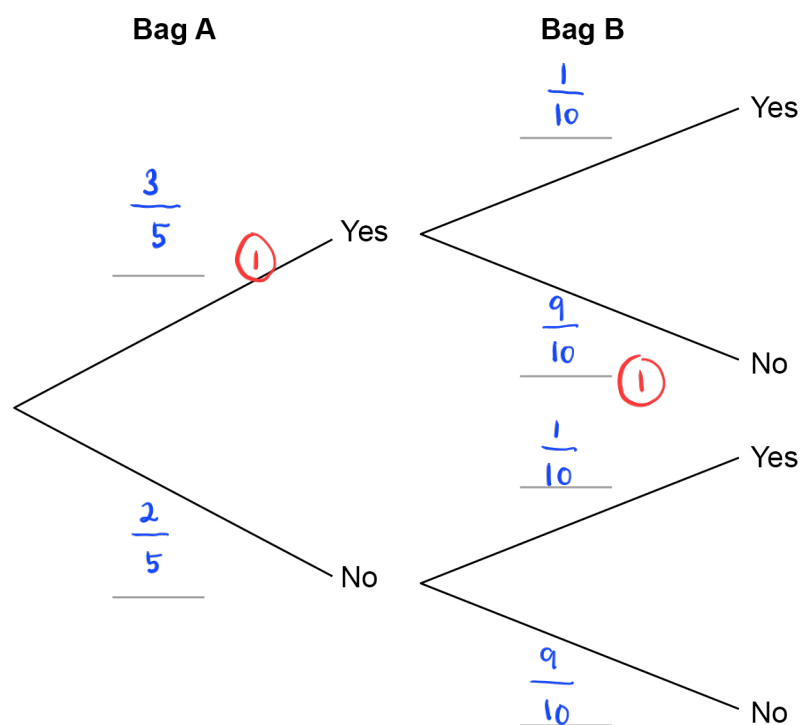 Bag A
Bag B
1/10
Yes
3/5
1
Yes
9/10
1
No
1/10
Yes
2/5
No
9/10
No